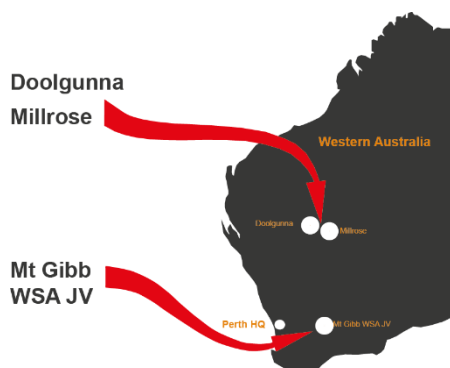 Doolgunna
Millrose
Western Australia
Doolgunna
Millrose
Mt Gibb
WSA JV
Perth HQ
Mt Gibb WSA JV